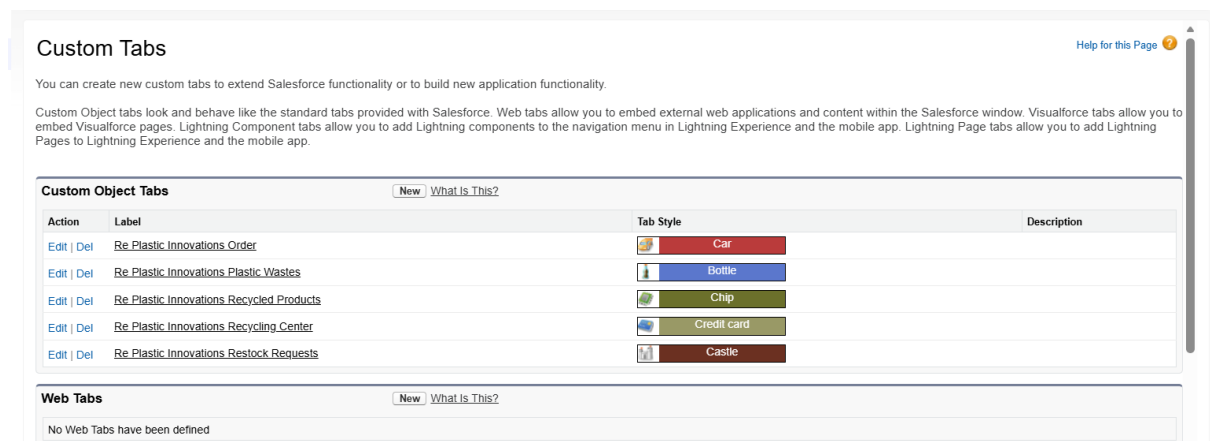 Custom Tabs
Help for this Page
You can create new custom tabs to extend Salesforce functionality or to build new application functionality.
Custom Object tabs look and behave like the standard tabs provided with Salesforce. Web tabs allow you to embed external web applications and content within the Salesforce window. Visualforce tabs allow you to
embed Visualforce pages. Lightning Component tabs allow you to add Lightning components to the navigation menu in Lightning Experience and the mobile app. Lightning Page tabs allow you to add Lightning
Pages to Lightning Experience and the mobile app.
Custom Object Tabs New What Is This?
Action Label Tab Style Description
Edit | Del Re Plastic Innovations Order Car
Edit | Del Re Plastic Innovations Plastic Wastes Bottle
Edit | Del Re Plastic Innovations Recycled Products Chip
Edit | Del Re Plastic Innovations Recycling Center Credit card
Edit | Del Re Plastic Innovations Restock Requests Castle
Web Tabs New What Is This?
No Web Tabs have been defined